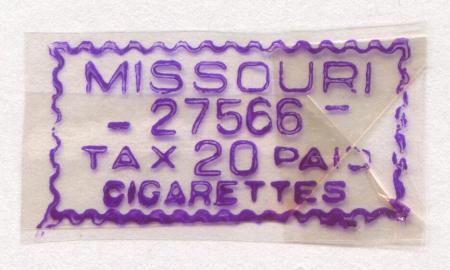 MISSOURI
- 27566 -
TAX 20 PAID
CIGARETTES